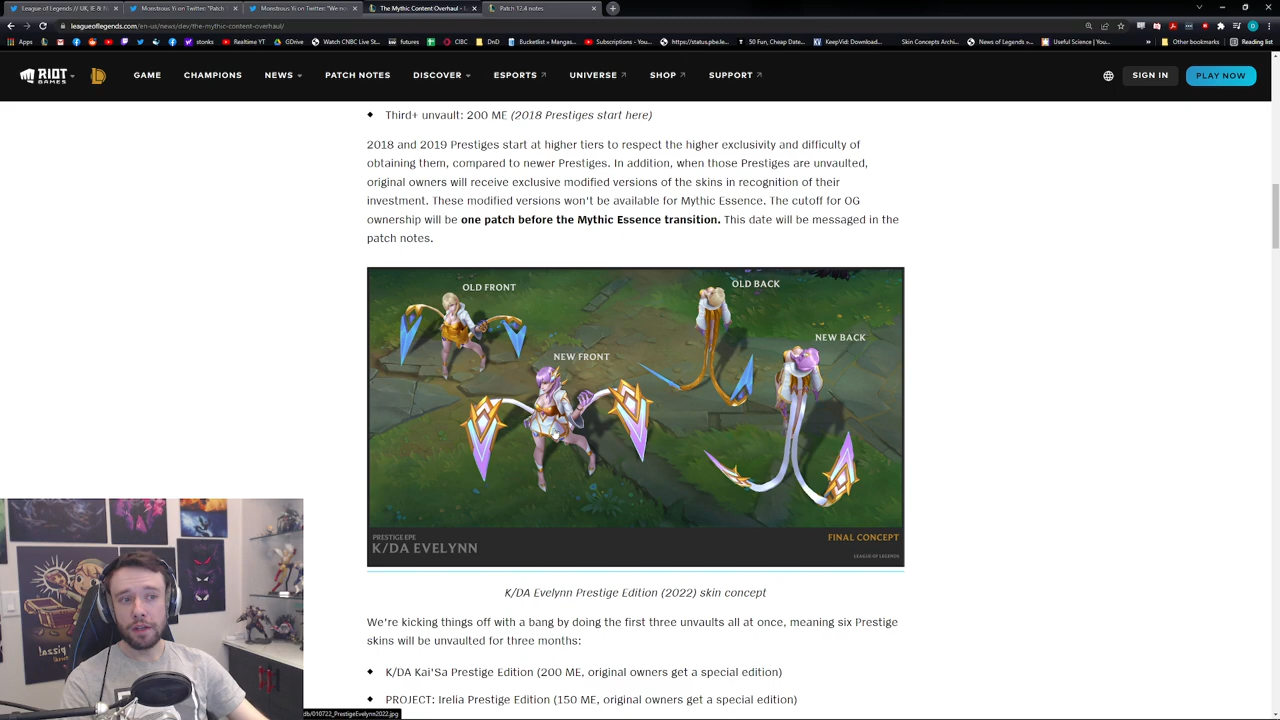 League of Legends // UK, IE & N
Monstrous Yi on Twitter: "Patch
Monstrous Yi on Twitter: "We no
The Mythic Content Overhaul - L
Patch 12.4 notes
leagueoflegends.com/en-us/news/dev/the-mythic-content-overhaul/
Apps
stonks
Realtime YT
GDrive
Watch CNBC Live St...
futures
CIBC
DnD
Bucketlist » Mangas...
Subscriptions - You...
https://status.pbe.le...
50 Fun, Cheap Date...
KeepVid: Download...
Skin Concepts Archi...
News of Legends »...
Useful Science | You...
»
Other bookmarks
Reading list
RIOT GAMES
GAME
CHAMPIONS
NEWS
PATCH NOTES
DISCOVER
ESPORTS
UNIVERSE
SHOP
SUPPORT
SIGN IN
PLAY NOW
Third+ unvault: 200 ME (2018 Prestiges start here)
2018 and 2019 Prestiges start at higher tiers to respect the higher exclusivity and difficulty of
obtaining them, compared to newer Prestiges. In addition, when those Prestiges are unvaulted,
original owners will receive exclusive modified versions of the skins in recognition of their
investment. These modified versions won't be available for Mythic Essence. The cutoff for OG
ownership will be one patch before the Mythic Essence transition. This date will be messaged in the
patch notes.
OLD FRONT
OLD BACK
NEW FRONT
NEW BACK
PRESTIGE EPE
K/DA EVELYNN
FINAL CONCEPT
LEAGUE OF LEGENDS
K/DA Evelynn Prestige Edition (2022) skin concept
We're kicking things off with a bang by doing the first three unvaults all at once, meaning six Prestige
skins will be unvaulted for three months:
K/DA Kai'Sa Prestige Edition (200 ME, original owners get a special edition)
PROJECT: Irelia Prestige Edition (150 ME, original owners get a special edition)
db/010722_PrestigeEvelynn2022.jpg